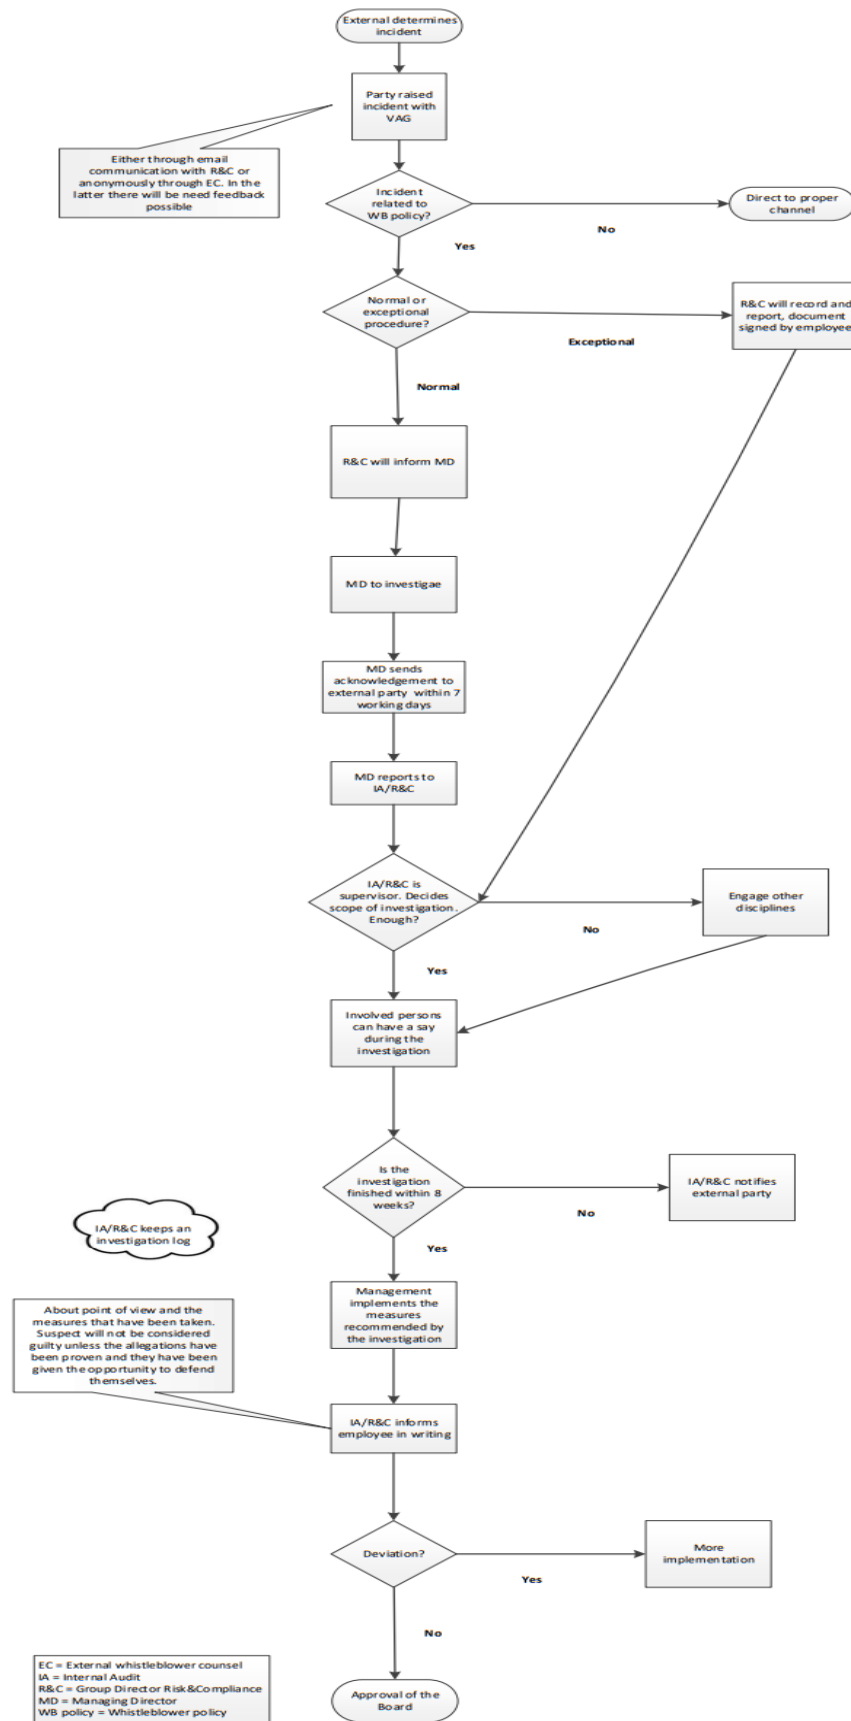 External determines
incident
Party raised
incident with
VAG
Either through email
communication with R&C or
anonymously through EC. In the
latter there will be need feedback
possible
Incident
related to
WB policy?
Direct to proper
channel
No
Yes
Normal or
exceptional
procedure?
R&C will record and
report, document
signed by employee
Exceptional
Normal
R&C will inform MD
MD to investigae
MD sends
acknowledgement to
external party within 7
working days
MD reports to
IA/R&C
IA/R&C is
supervisor. Decides
scope of investigation.
Enough?
Engage other
disciplines
No
Yes
Involved persons
can have a say
during the
investigation
Is the
investigation
finished within 8
weeks?
IA/R&C notifies
external party
No
IA/R&C keeps an
investigation log
Yes
Management
implements the
measures
recommended by
the investigation
About point of view and the
measures that have been taken.
Suspect will not be considered
guilty unless the allegations have
been proven and they have been
given the opportunity to defend
themselves.
IA/R&C informs
employee in writing
Deviation?
More
implementation
Yes
No
EC = External whistleblower counsel
IA = Internal Audit
R&C = Group Director Risk&Compliance
MD = Managing Director
WB policy = Whistleblower policy
Approval of the
Board